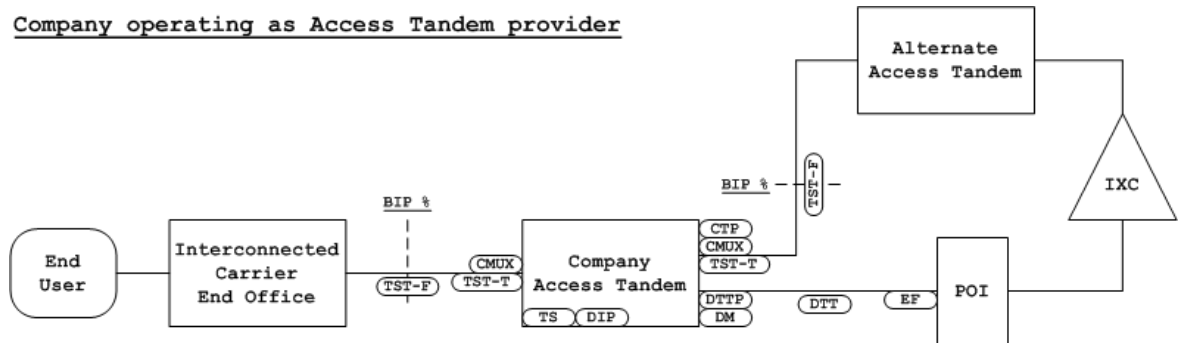 Company operating as Access Tandem provider
Alternate
Access Tandem
IXC
BIP %
TST-F
BIP %
End
User
Interconnected
Carrier
End Office
TST-F
CMUX
TST-T
Company
Access Tandem
TS
DIP
CTP
CMUX
TST-T
DTTP
DM
DTT
EF
POI